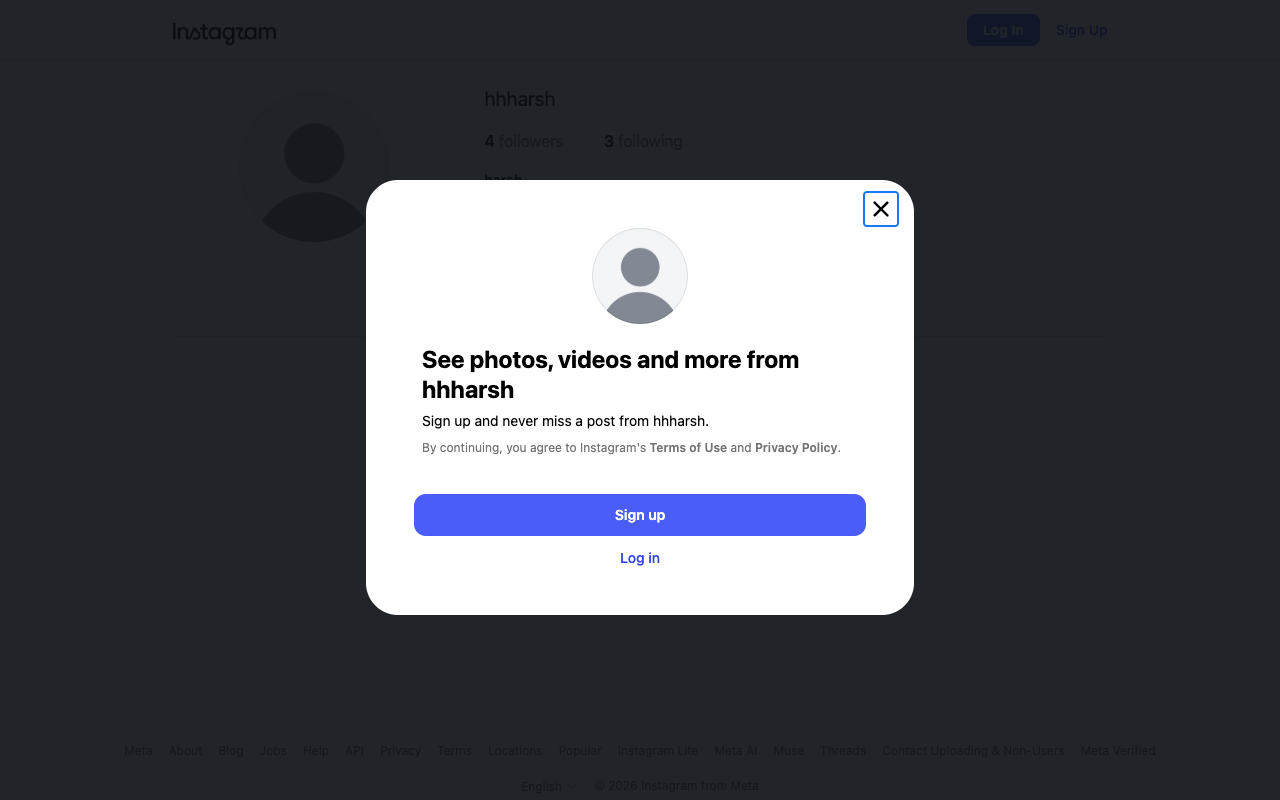 Instagram
Log In
Sign Up
hhharsh
4 followers
3 following
harsh
See photos, videos and more from
hhharsh
Sign up and never miss a post from hhharsh.
By continuing, you agree to Instagram's Terms of Use and Privacy Policy.
Sign up
Log in
Meta About Blog Jobs Help API Privacy Terms Locations Popular Instagram Lite Meta AI Muse Threads Contact Uploading & Non-Users Meta Verified
English © 2026 Instagram from Meta